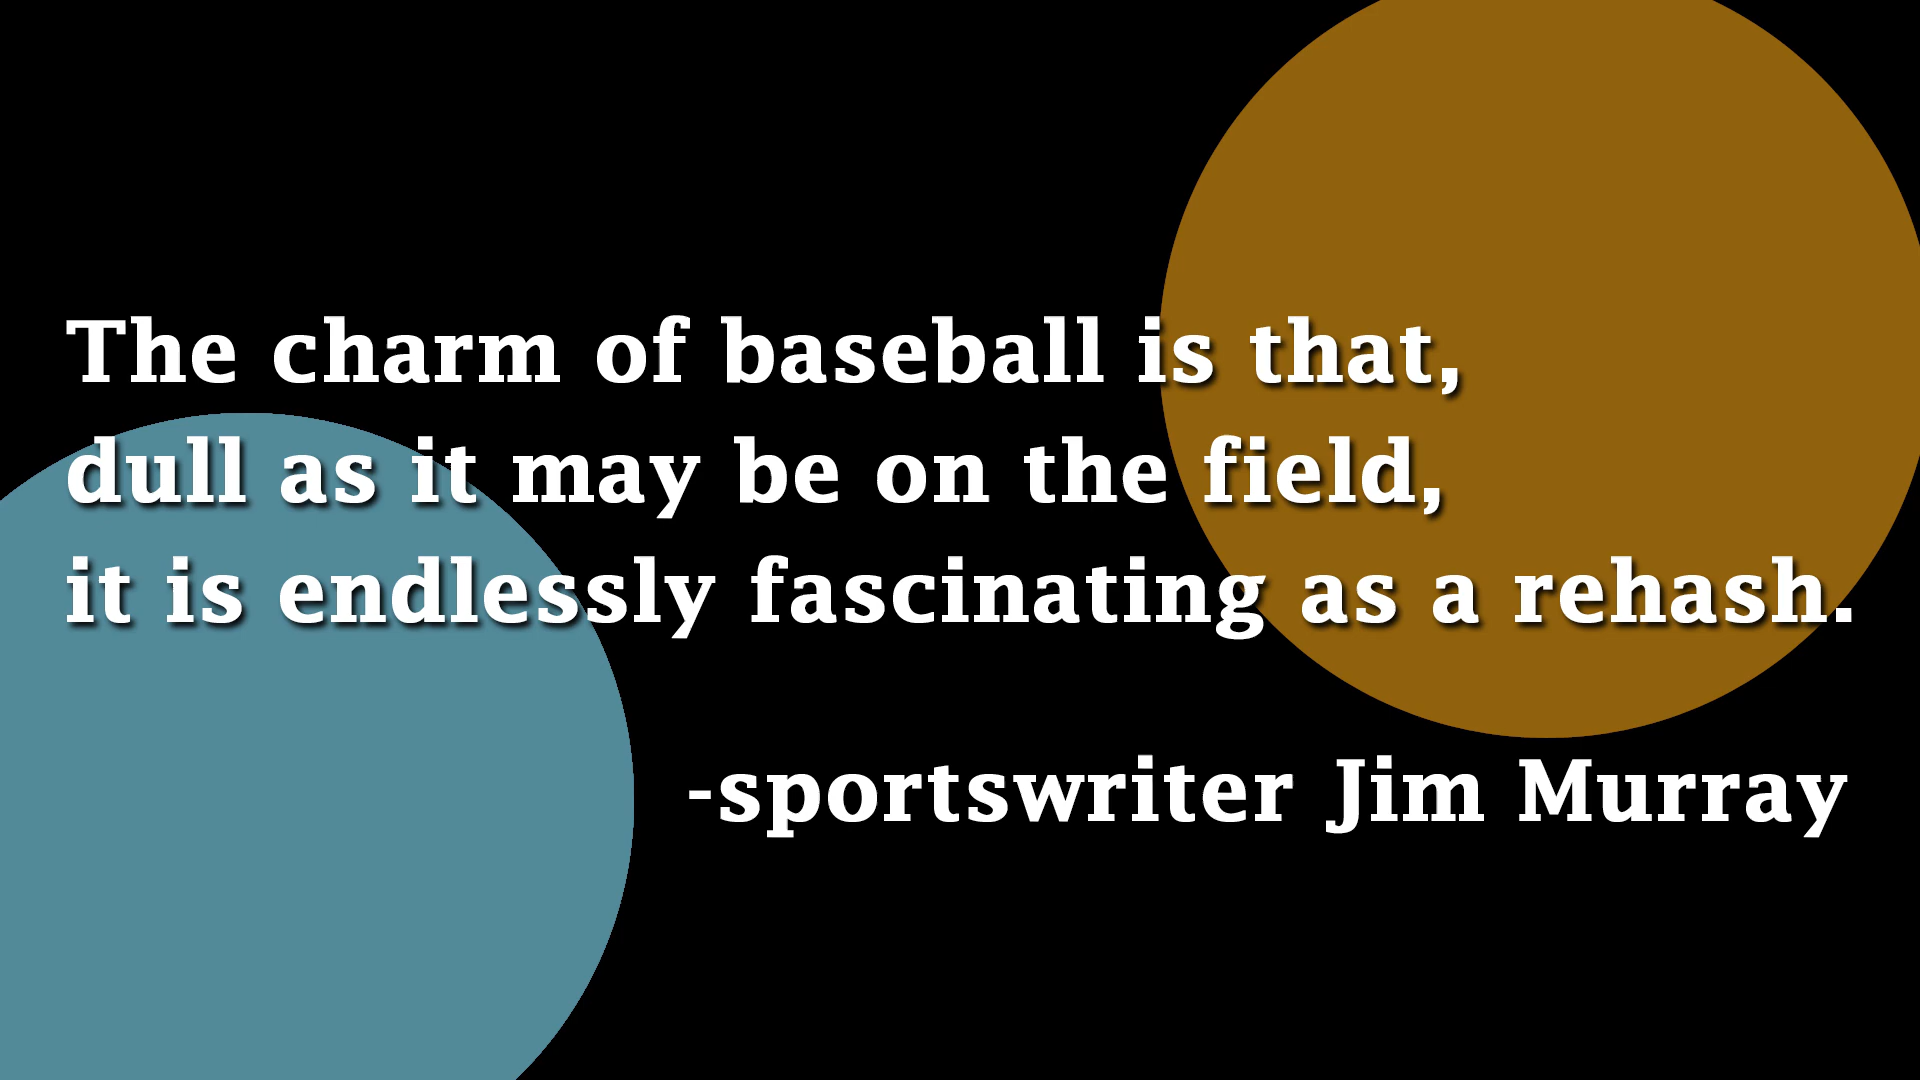 The charm of baseball is that,
dull as it may be on the field,
it is endlessly fascinating as a rehash.
-sportswriter Jim Murray